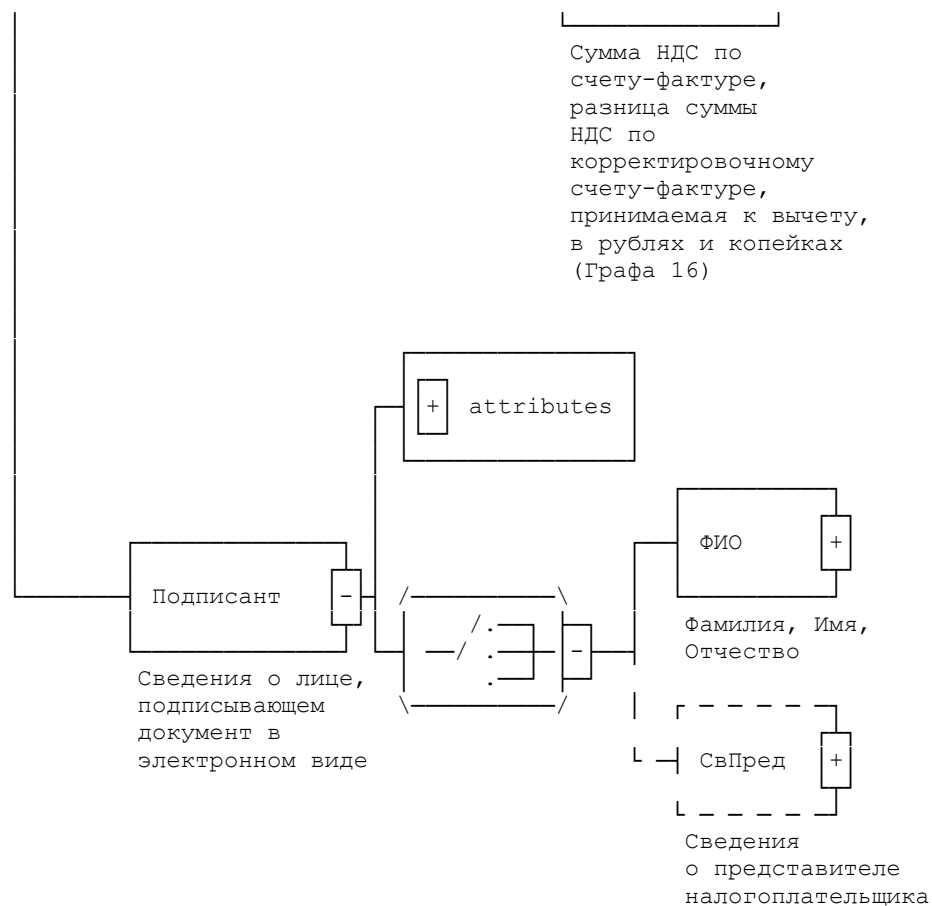 Сумма НДС по
счету-фактуре,
разница суммы
НДС по
корректировочному
счету-фактуре,
принимаемая к вычету,
в рублях и копейках
(Графа 16)
+ attributes
ФИО +
Подписант -
-
Фамилия, Имя,
Отчество
Сведения о лице,
подписывающем
документ в
электронном виде
СвПред +
Сведения
о представителе
налогоплательщика